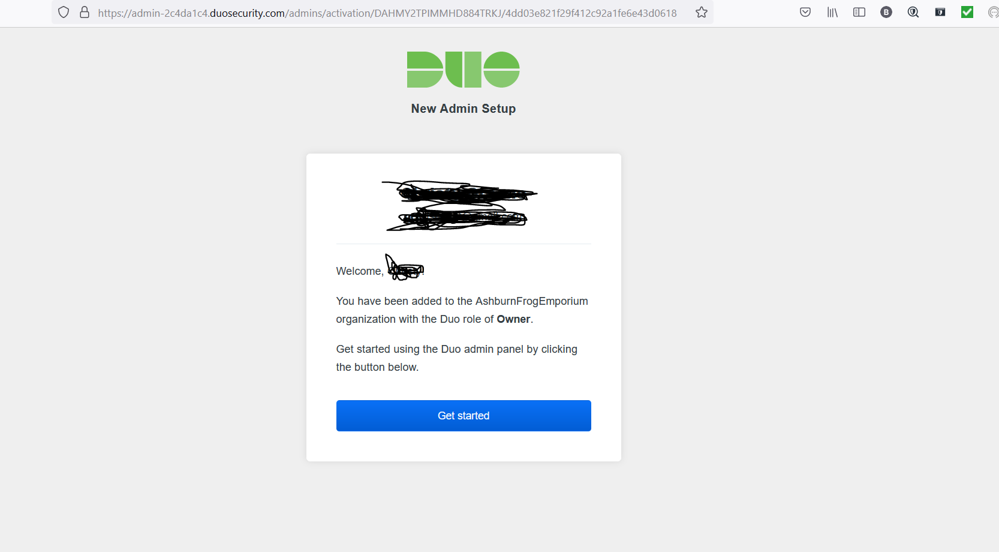 https://admin-2c4da1c4.duosecurity.com/admins/activation/DAHMY2TPIMMHD884TRKJ/4dd03e821f29f412c92a1fe6e43d0618
B
DUO
New Admin Setup
Welcome,
You have been added to the AshburnFrogEmporium
organization with the Duo role of Owner.
Get started using the Duo admin panel by clicking
the button below.
Get started